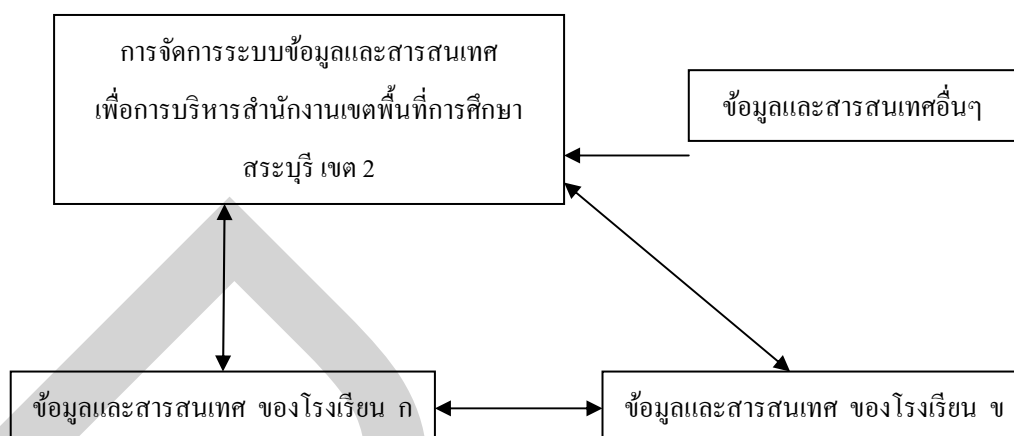 การจัดการระบบข้อมูลและสารสนเทศ
เพื่อการบริหารสำนักงานเขตพื้นที่การศึกษา
สระบุรี เขต 2
ข้อมูลและสารสนเทศอื่นๆ
ข้อมูลและสารสนเทศ ของโรงเรียน ก
ข้อมูลและสารสนเทศ ของโรงเรียน ข